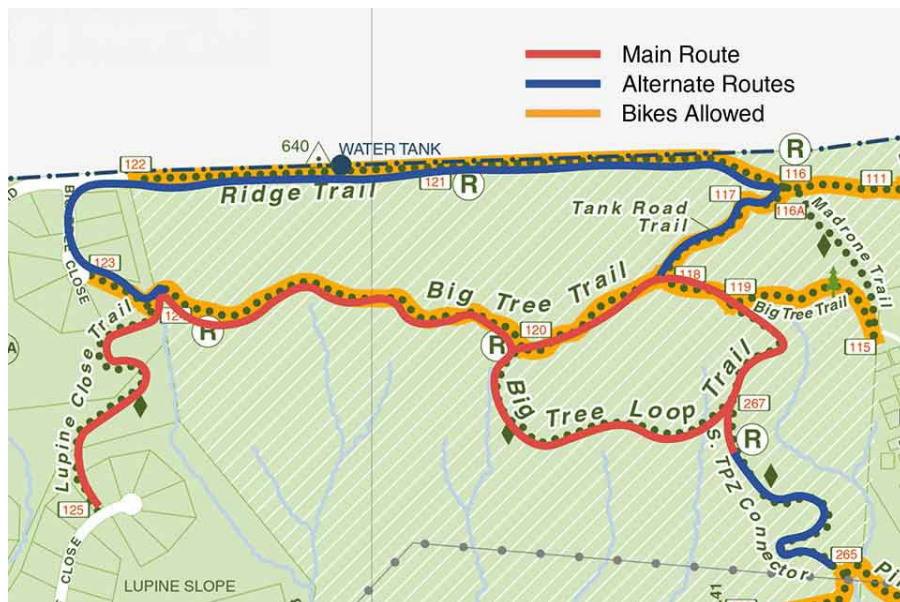 Main Route
Alternate Routes
Bikes Allowed
640
WATER TANK
R
122
116
111
121
R
Ridge Trail
117
116A
Tank Road
Trail
Madrone Trail
CLOSE
123
Big Tree Trail
118
119
Big Tree Trail
R
120
R
115
Lupine Close Trail
Big Tree Loop Trail
267
R
S. TPZ Connector
125
265
CLOSE
LUPINE SLOPE
41